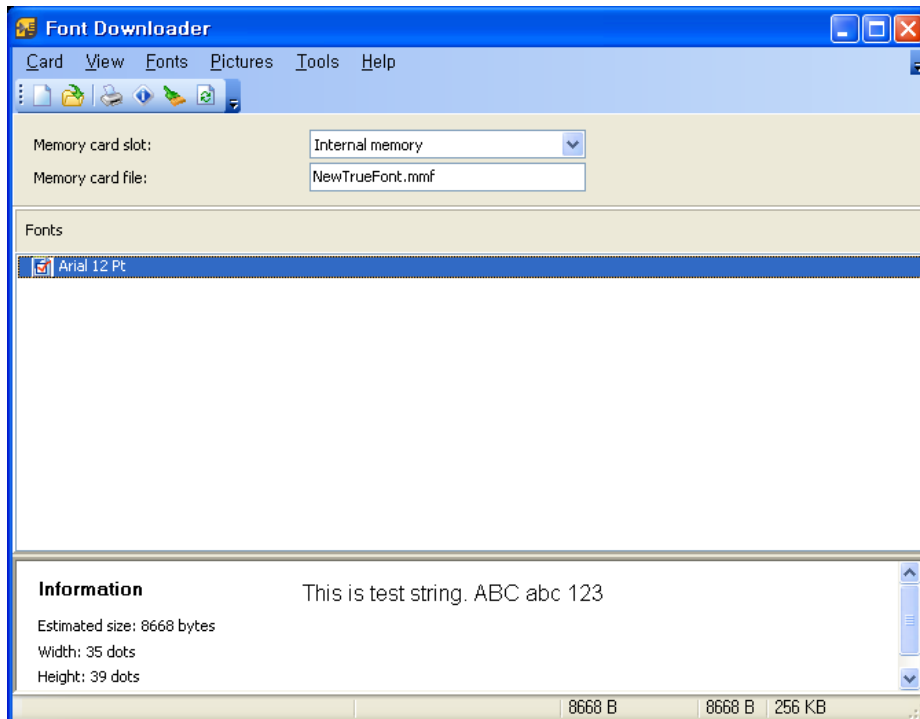 Font Downloader
Card View Fonts Pictures Tools Help
Memory card slot: Internal memory
Memory card file: NewTrueFont.mmf
Fonts
Arial 12 Pt
Information This is test string. ABC abc 123
Estimated size: 8668 bytes
Width: 35 dots
Height: 39 dots
8668 B 8668 B 256 KB